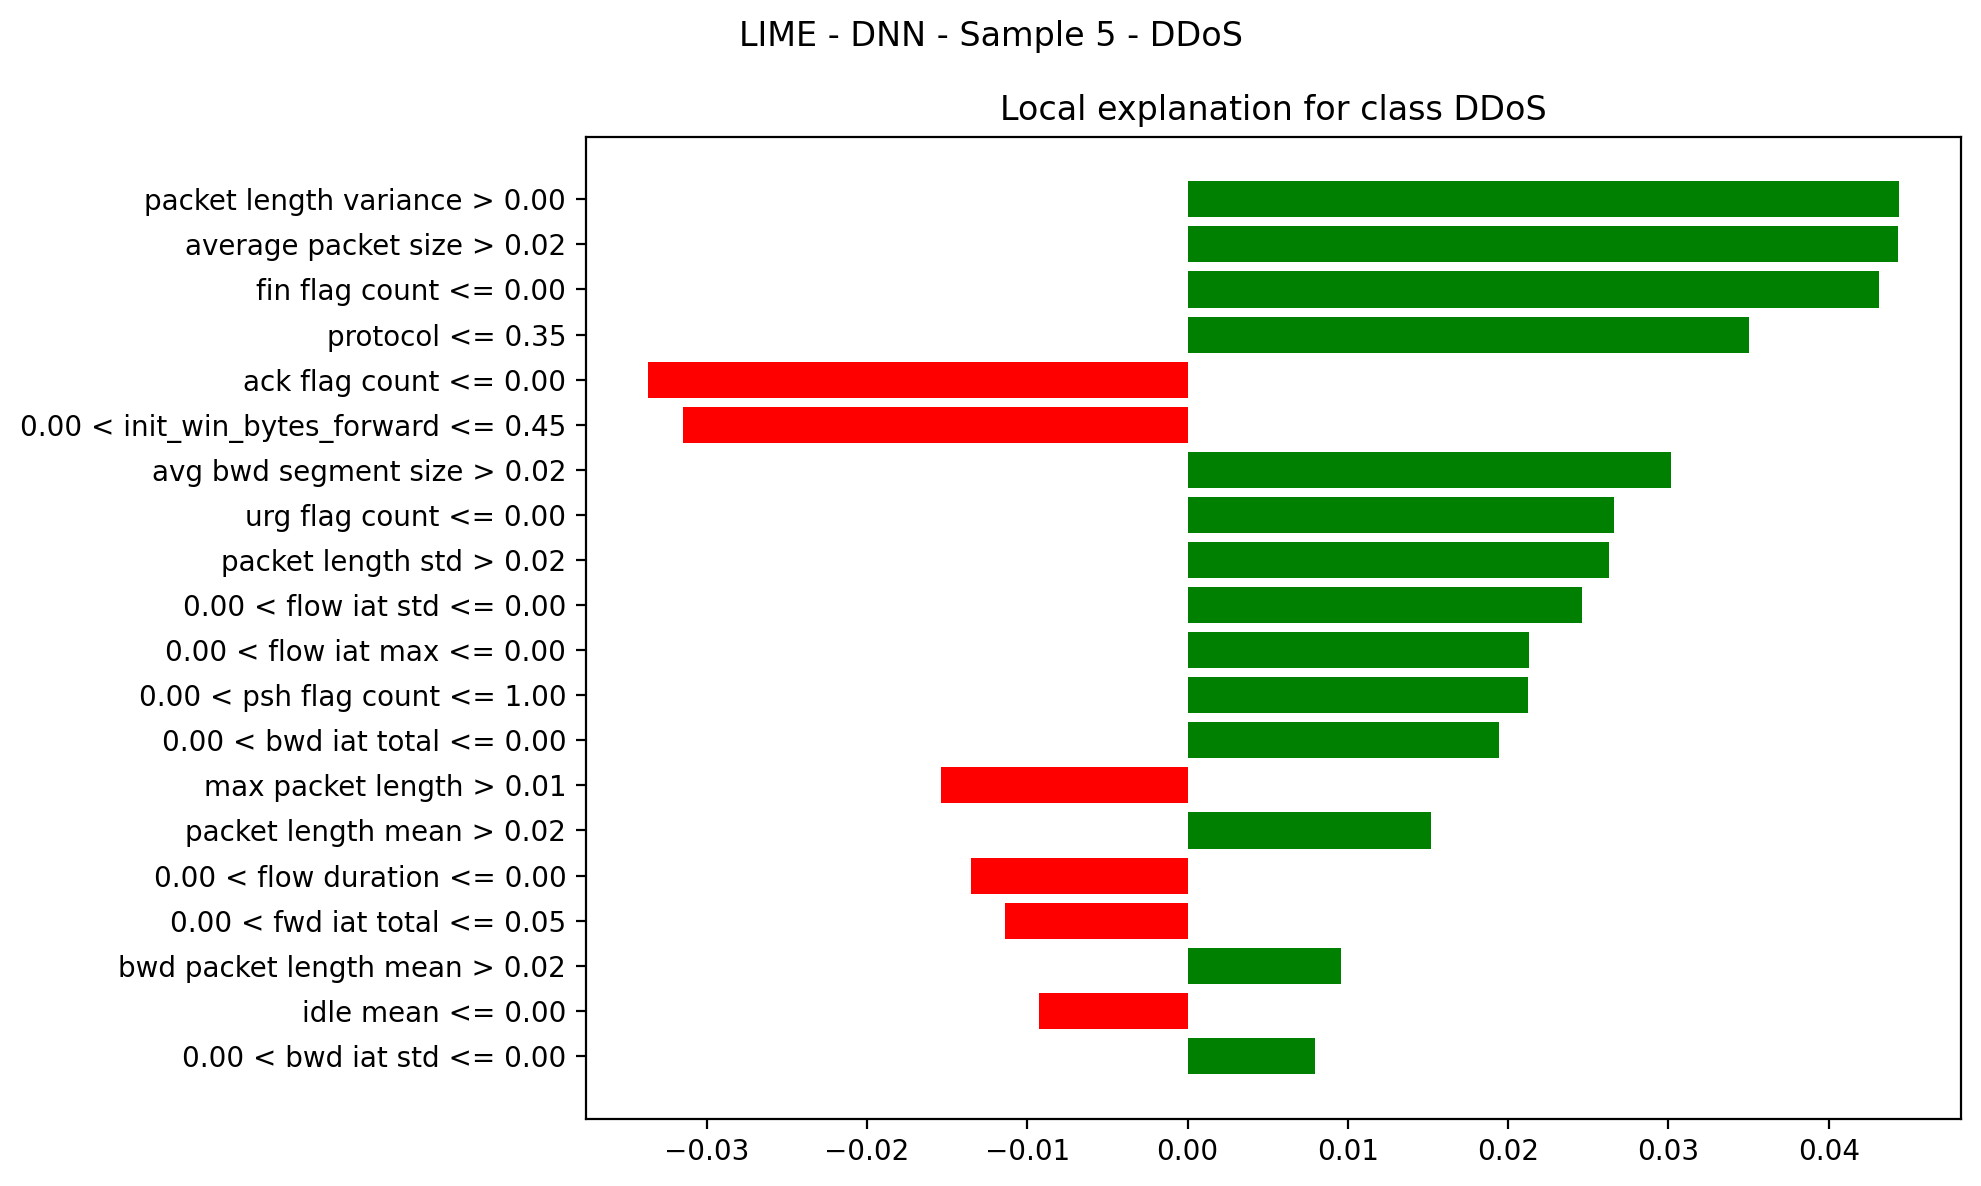 LIME - DNN - Sample 5 - DDoS
Local explanation for class DDoS
packet length variance > 0.00
average packet size > 0.02
fin flag count <= 0.00
protocol <= 0.35
ack flag count <= 0.00
0.00 < init_win_bytes_forward <= 0.45
avg bwd segment size > 0.02
urg flag count <= 0.00
packet length std > 0.02
0.00 < flow iat std <= 0.00
0.00 < flow iat max <= 0.00
0.00 < psh flag count <= 1.00
0.00 < bwd iat total <= 0.00
max packet length > 0.01
packet length mean > 0.02
0.00 < flow duration <= 0.00
0.00 < fwd iat total <= 0.05
bwd packet length mean > 0.02
idle mean <= 0.00
0.00 < bwd iat std <= 0.00
−0.03 −0.02 −0.01 0.00 0.01 0.02 0.03 0.04